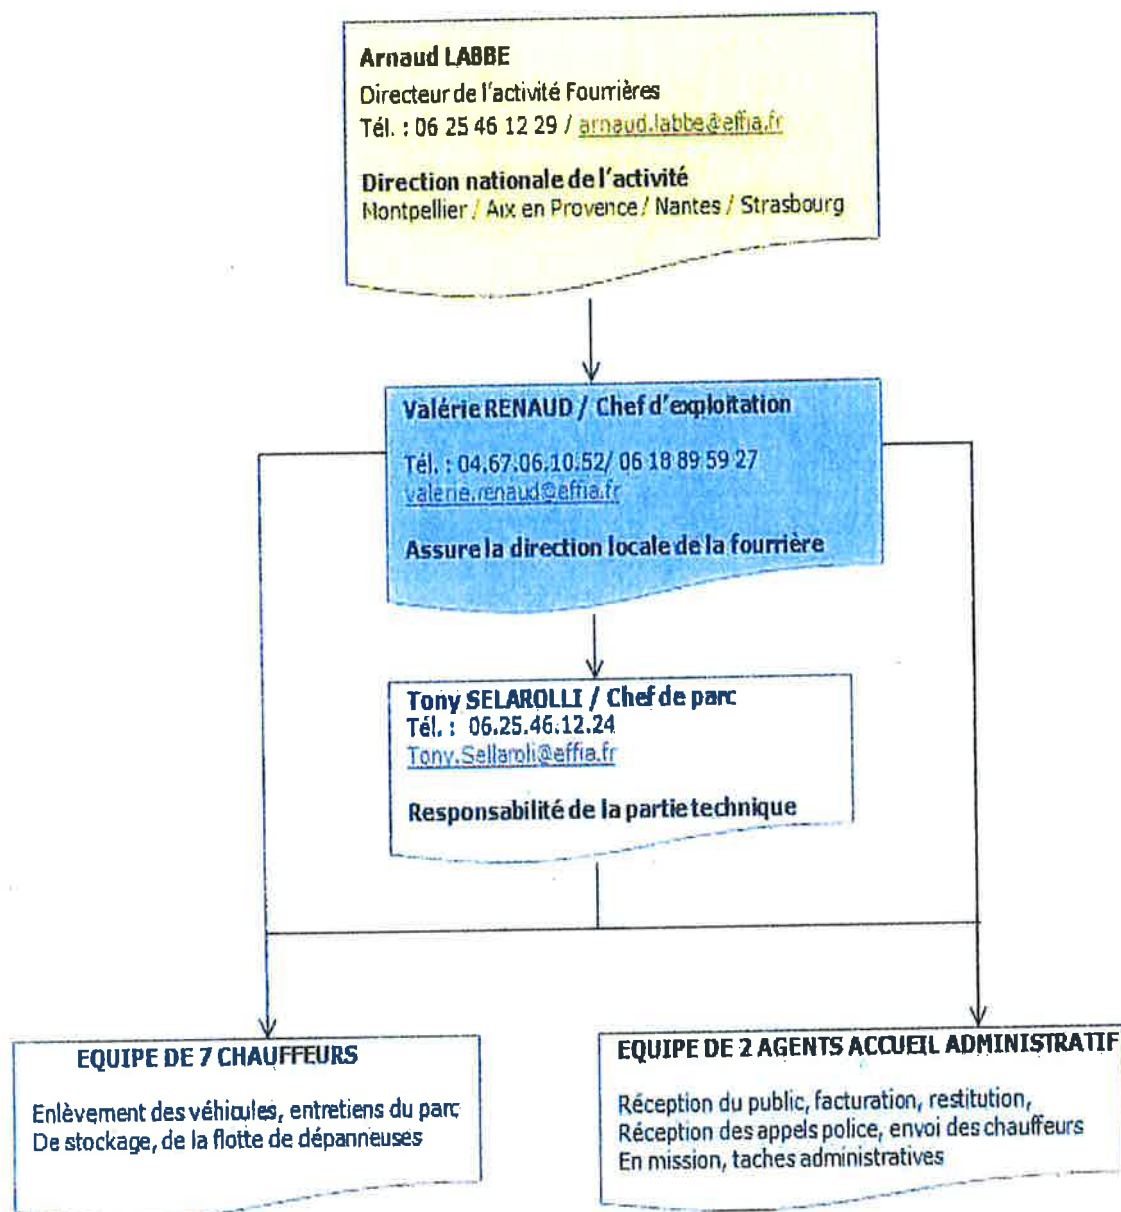 Arnaud LABBE
Directeur de l'activité Fourrières
Tél. : 06 25 46 12 29 / arnaud.labbe@effia.fr
Direction nationale de l'activité
Montpellier / Aix en Provence / Nantes / Strasbourg
Valérie RENAUD / Chef d'exploitation
Tél. : 04.67.06.10.52/ 06 18 89 59 27
valerie.renaud@effia.fr
Assure la direction locale de la fourrière
Tony SELAROLLI / Chef de parc
Tél. : 06.25.46.12.24
Tony.Sellaroli@effia.fr
Responsabilité de la partie technique
EQUIPE DE 7 CHAUFFEURS
Enlèvement des véhicules, entretiens du parc
De stockage, de la flotte de dépanneuses
EQUIPE DE 2 AGENTS ACCUEIL ADMINISTRATIF
Réception du public, facturation, restitution,
Réception des appels police, envoi des chauffeurs
En mission, taches administratives